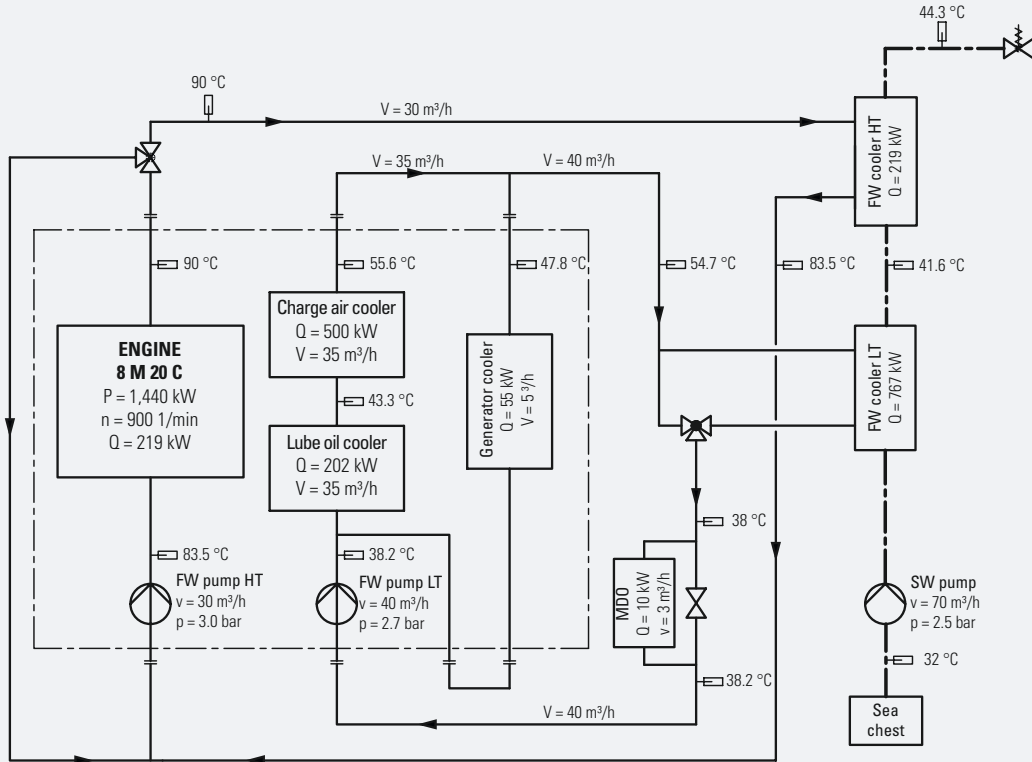 44.3 °C
90 °C
V = 30 m³/h
V = 35 m³/h
V = 40 m³/h
FW cooler HT
Q = 219 kW
90 °C
55.6 °C
47.8 °C
54.7 °C
83.5 °C
41.6 °C
ENGINE
8 M 20 C
P = 1,440 kW
n = 900 1/min
Q = 219 kW
Charge air cooler
Q = 500 kW
V = 35 m³/h
43.3 °C
Lube oil cooler
Q = 202 kW
V = 35 m³/h
Generator cooler
Q = 55 kW
V = 5 ³/h
FW cooler LT
Q = 767 kW
38 °C
83.5 °C
FW pump HT
v = 30 m³/h
p = 3.0 bar
38.2 °C
FW pump LT
v = 40 m³/h
p = 2.7 bar
MDO
Q = 10 kW
v = 3 m³/h
SW pump
v = 70 m³/h
p = 2.5 bar
32 °C
38.2 °C
V = 40 m³/h
Sea
chest